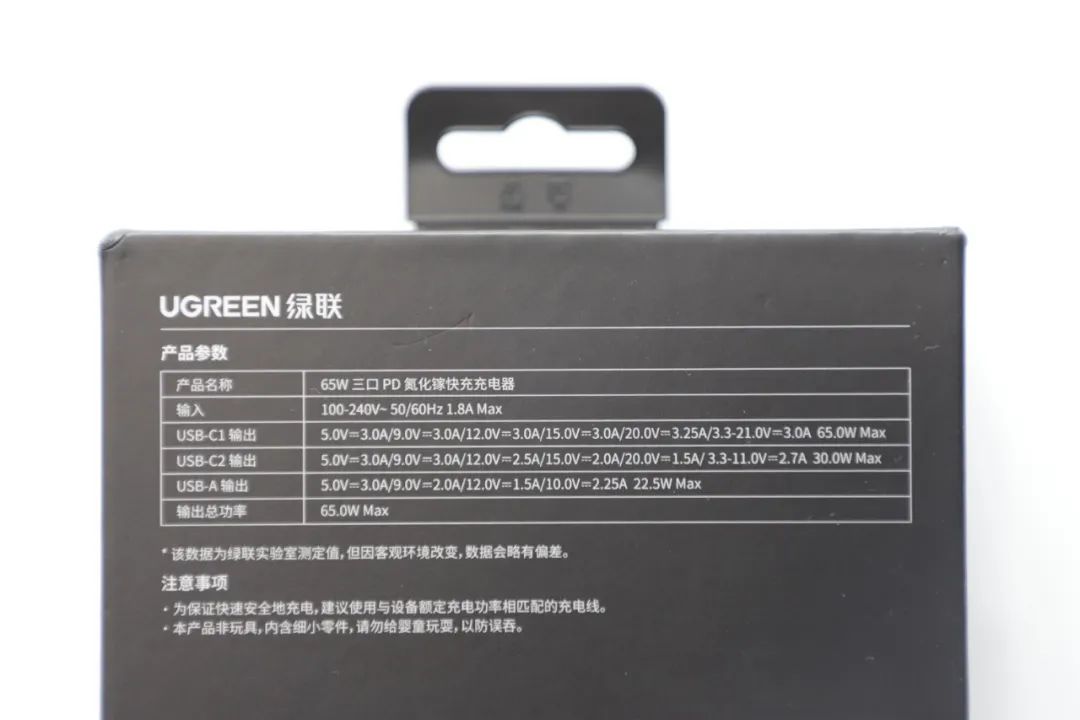 UGREEN 绿联
产品参数
产品名称 65W 三口 PD 氮化镓快充充电器
输入 100-240V~ 50/60Hz 1.8A Max
USB-C1 输出 5.0V⎓3.0A/9.0V⎓3.0A/12.0V⎓3.0A/15.0V⎓3.0A/20.0V⎓3.25A/3.3-21.0V⎓3.0A 65.0W Max
USB-C2 输出 5.0V⎓3.0A/9.0V⎓3.0A/12.0V⎓2.5A/15.0V⎓2.0A/20.0V⎓1.5A/ 3.3-11.0V⎓2.7A 30.0W Max
USB-A 输出 5.0V⎓3.0A/9.0V⎓2.0A/12.0V⎓1.5A/10.0V⎓2.25A 22.5W Max
输出总功率 65.0W Max
* 该数据为绿联实验室测定值，但因客观环境改变，数据会略有偏差。
注意事项
· 为保证快速安全地充电，建议使用与设备额定充电功率相匹配的充电线。
· 本产品非玩具，内含细小零件，请勿给婴童玩耍，以防误吞。